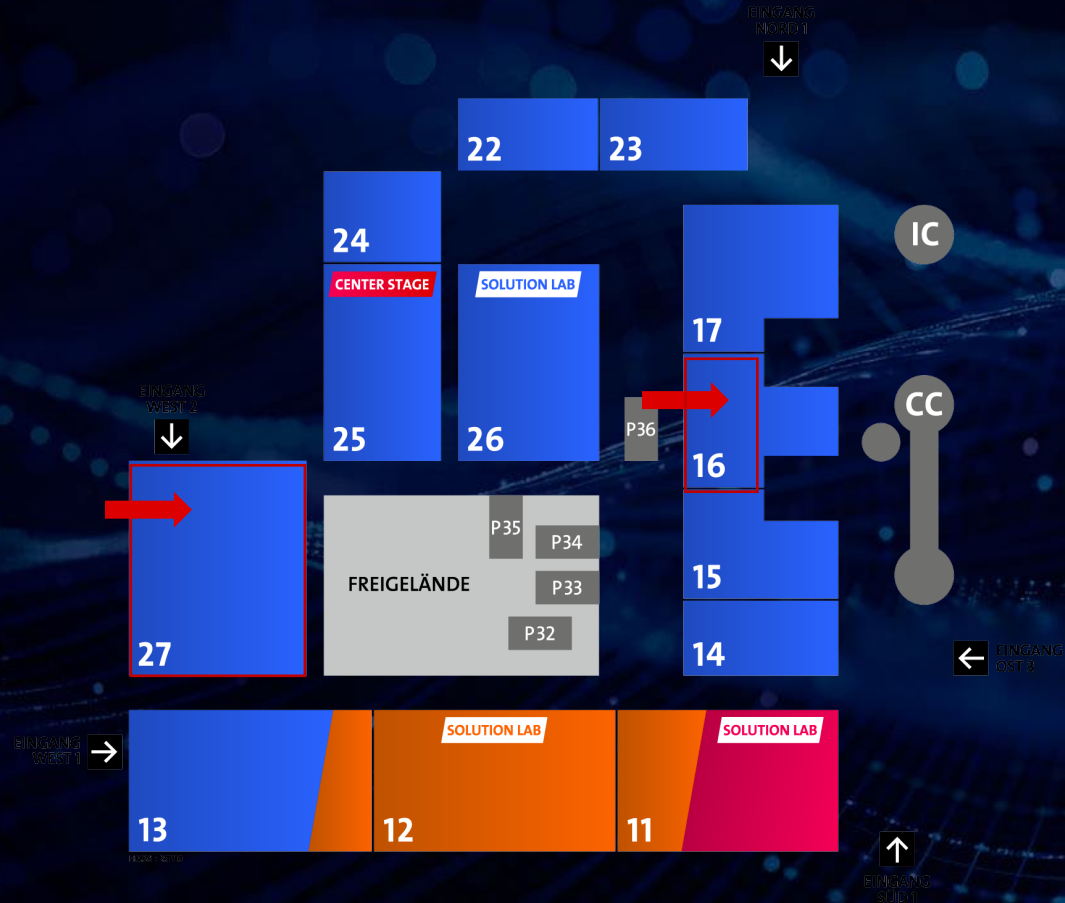 EINGANG
NORD 1
22
23
24
IC
CENTER STAGE
SOLUTION LAB
17
EINGANG
WEST 2
CC
P36
25
26
16
P35
P34
FREIGELÄNDE
P33
15
P32
27
14
EINGANG
SOLUTION LAB
SOLUTION LAB
EINGANG
WEST 1
13
12
11
EINGANG
SÜD 1